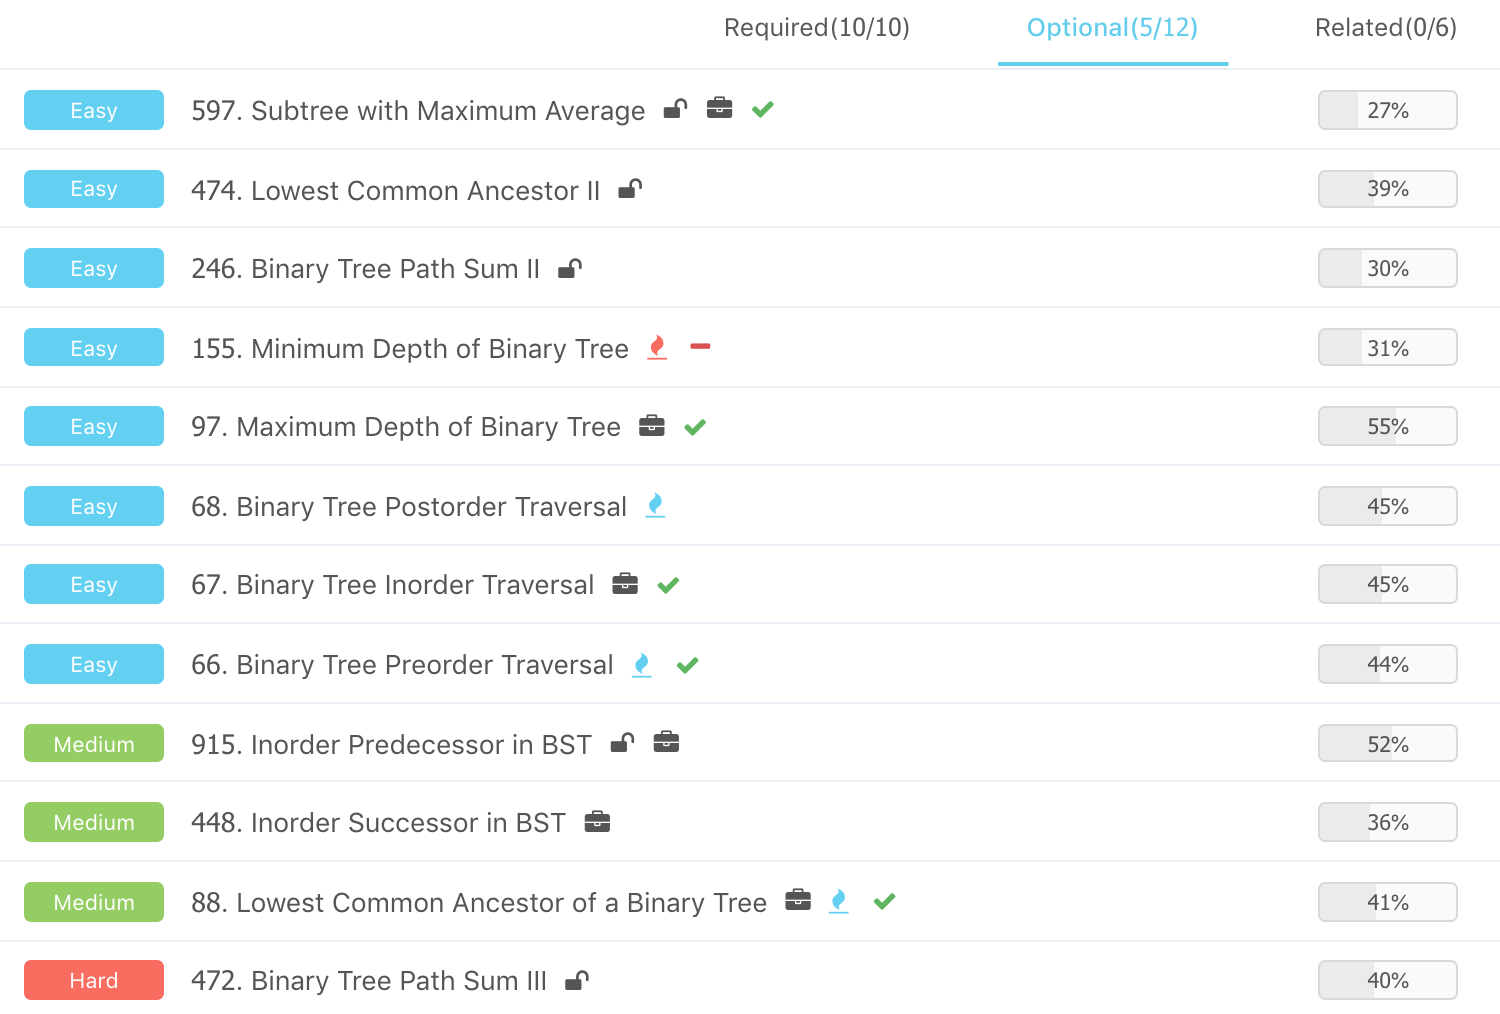 Required(10/10) Optional(5/12) Related(0/6)
Easy 597. Subtree with Maximum Average 27%
Easy 474. Lowest Common Ancestor II 39%
Easy 246. Binary Tree Path Sum II 30%
Easy 155. Minimum Depth of Binary Tree 31%
Easy 97. Maximum Depth of Binary Tree 55%
Easy 68. Binary Tree Postorder Traversal 45%
Easy 67. Binary Tree Inorder Traversal 45%
Easy 66. Binary Tree Preorder Traversal 44%
Medium 915. Inorder Predecessor in BST 52%
Medium 448. Inorder Successor in BST 36%
Medium 88. Lowest Common Ancestor of a Binary Tree 41%
Hard 472. Binary Tree Path Sum III 40%